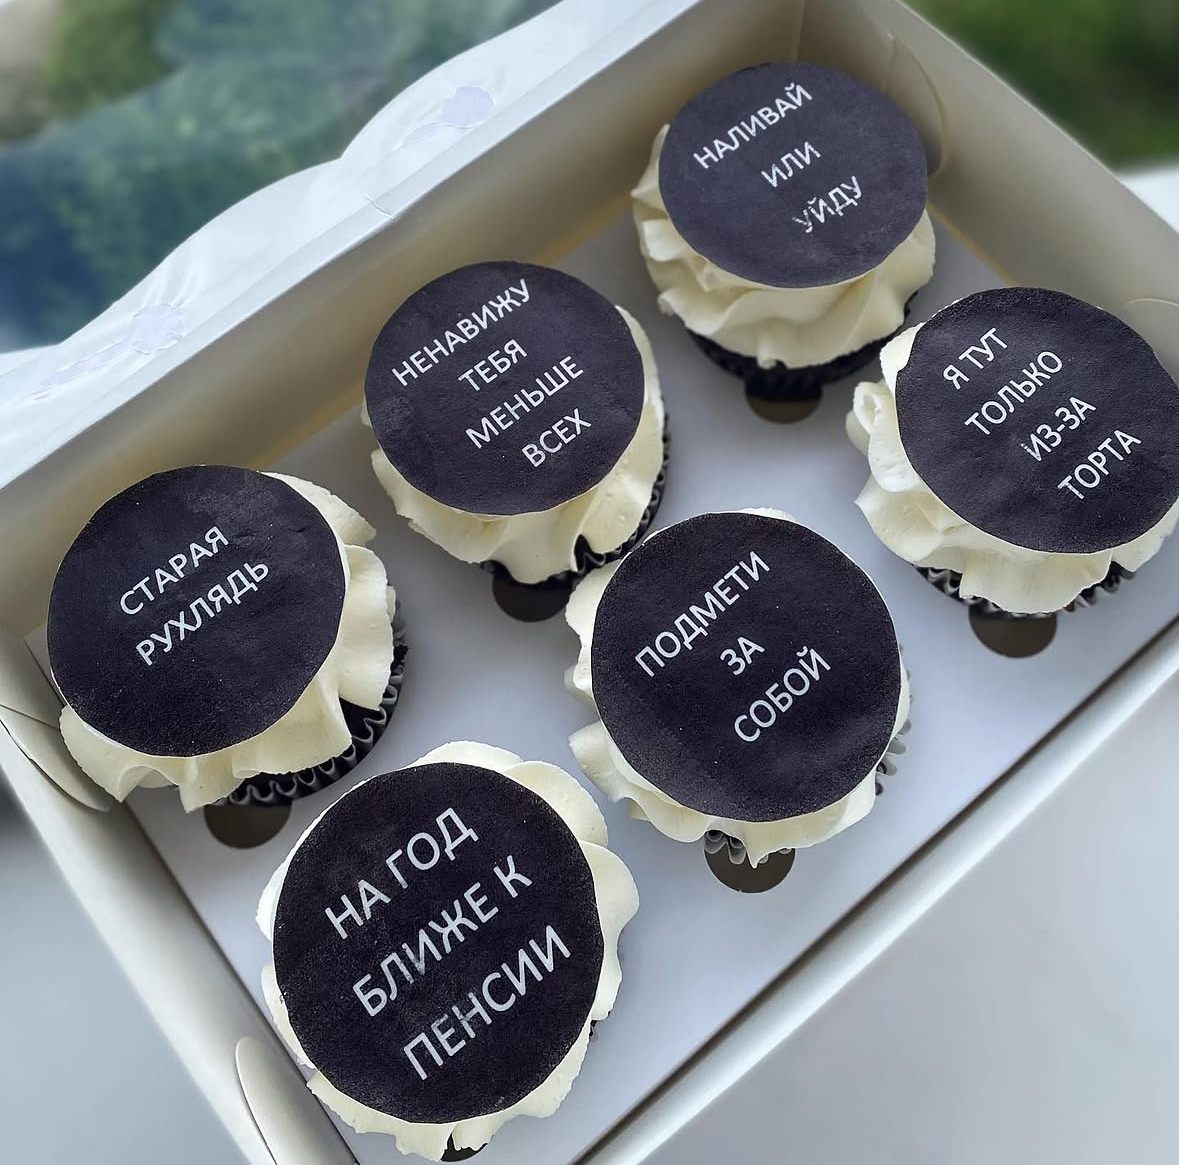 НАЛИВАЙ
ИЛИ
УЙДУ
НЕНАВИЖУ
ТЕБЯ
МЕНЬШЕ
ВСЕХ
Я ТУТ
ТОЛЬКО
ИЗ-ЗА
ТОРТА
СТАРАЯ
РУХЛЯДЬ
ПОДМЕТИ
ЗА
СОБОЙ
НА ГОД
БЛИЖЕ К
ПЕНСИИ